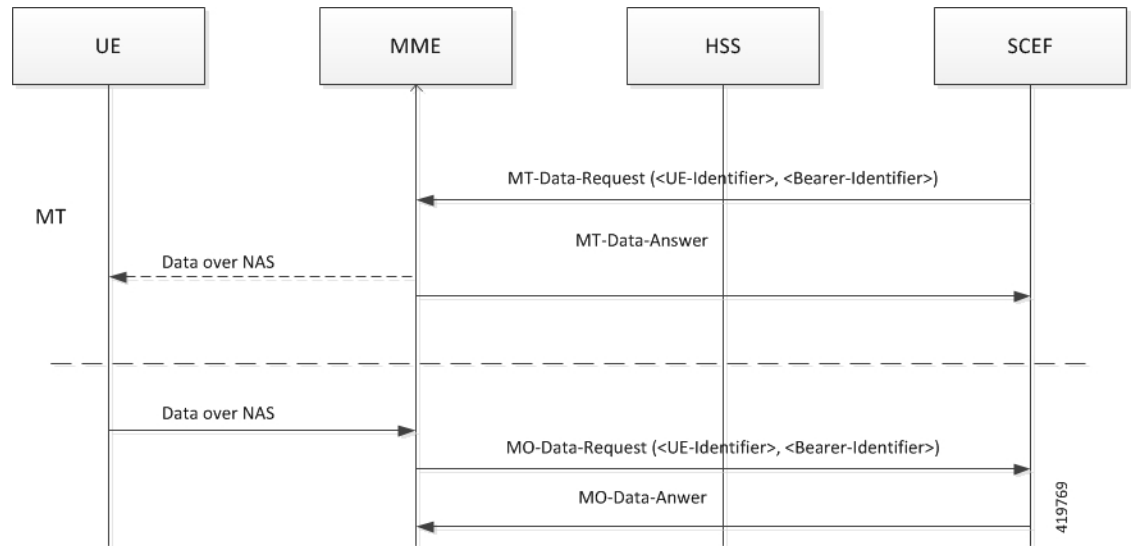 UE
MME
HSS
SCEF
MT-Data-Request (<UE-Identifier>, <Bearer-Identifier>)
MT
MT-Data-Answer
Data over NAS
Data over NAS
MO-Data-Request (<UE-Identifier>, <Bearer-Identifier>)
MO-Data-Anwer
419769